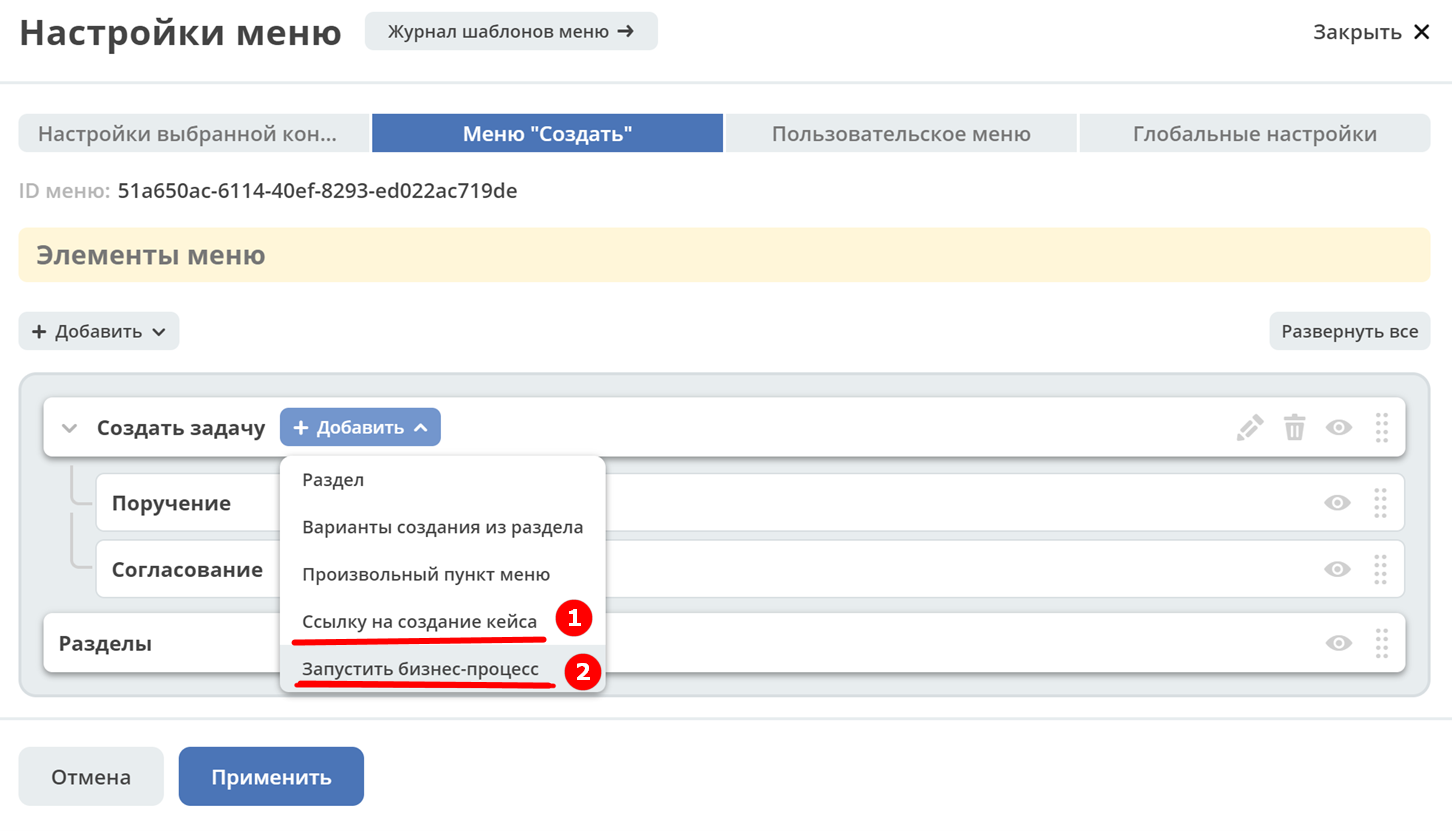 Настройки меню
Журнал шаблонов меню
Закрыть
Настройки выбранной кон...
Меню "Создать"
Пользовательское меню
Глобальные настройки
ID меню: 51a650ac-6114-40ef-8293-ed022ac719de
Элементы меню
Добавить
Развернуть все
Создать задачу
Добавить
Раздел
Поручение
Варианты создания из раздела
Согласование
Произвольный пункт меню
Ссылку на создание кейса
1
Разделы
Запустить бизнес-процесс
2
Отмена
Применить